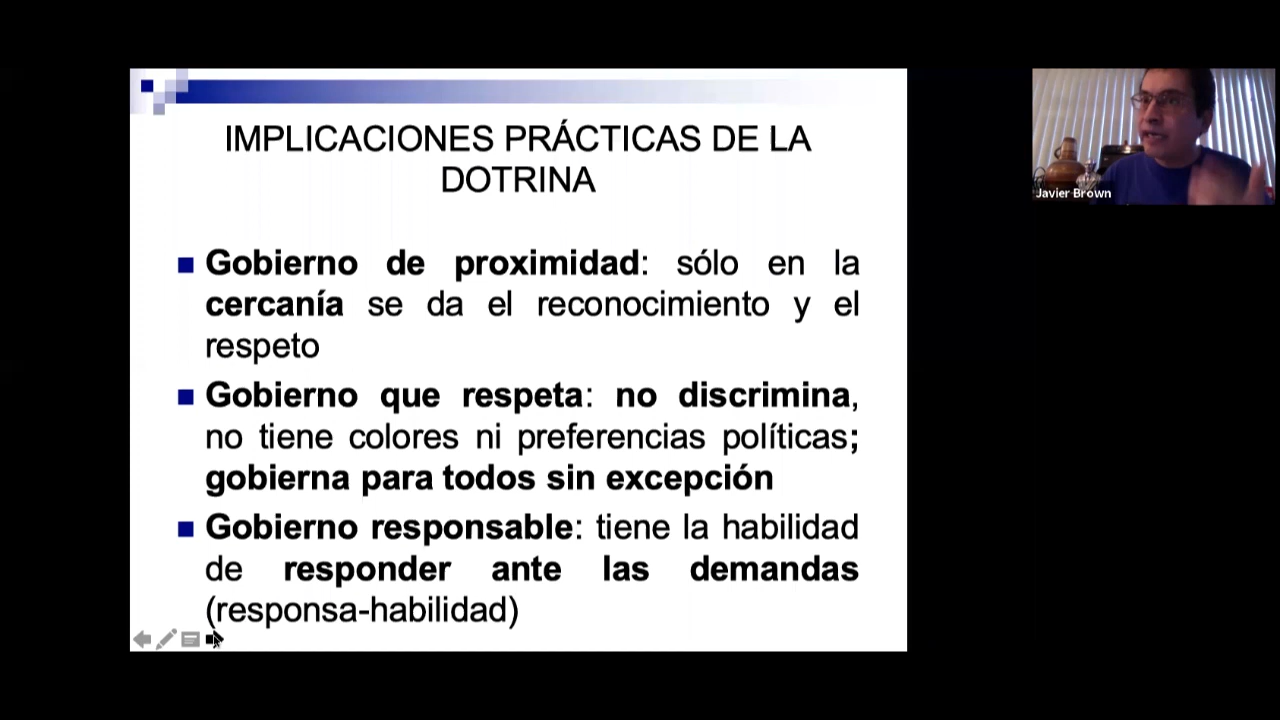 IMPLICACIONES PRÁCTICAS DE LA
DOTRINA
Gobierno de proximidad: sólo en la
cercanía se da el reconocimiento y el
respeto
Gobierno que respeta: no discrimina,
no tiene colores ni preferencias políticas;
gobierna para todos sin excepción
Gobierno responsable: tiene la habilidad
de responder ante las demandas
(responsa-habilidad)
Javier Brown